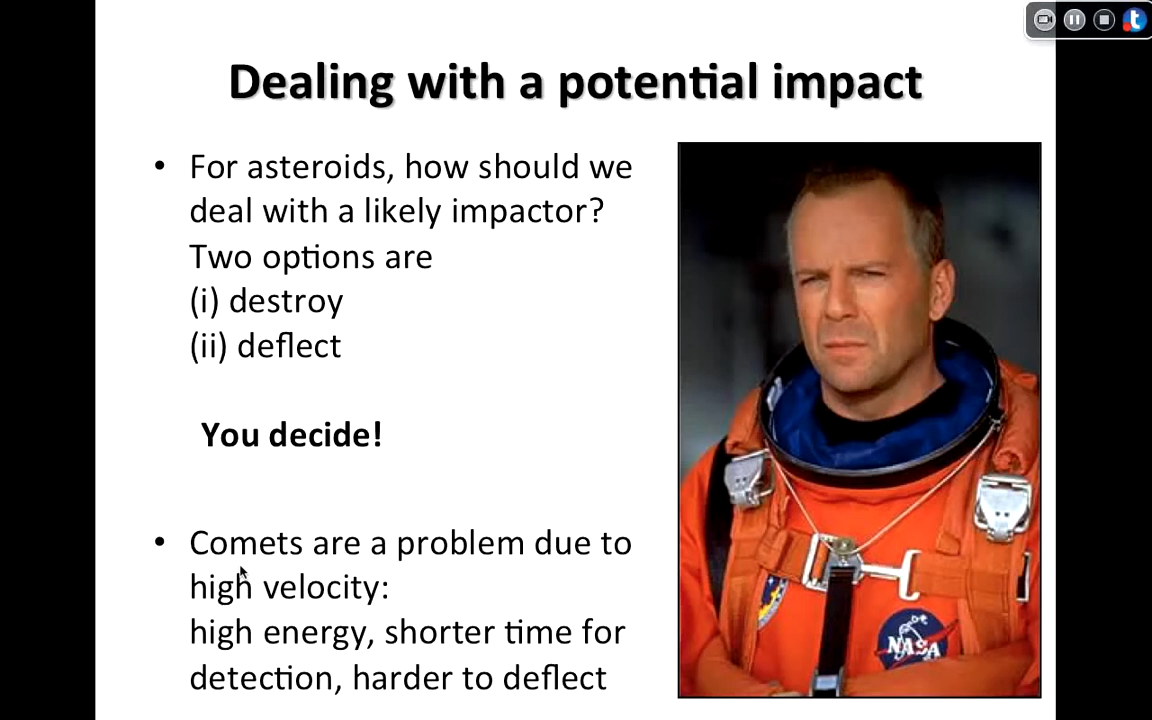 Dealing with a potential impact
• For asteroids, how should we
deal with a likely impactor?
Two options are
(i) destroy
(ii) deflect
You decide!
• Comets are a problem due to
high velocity:
high energy, shorter time for
detection, harder to deflect
NASA
t